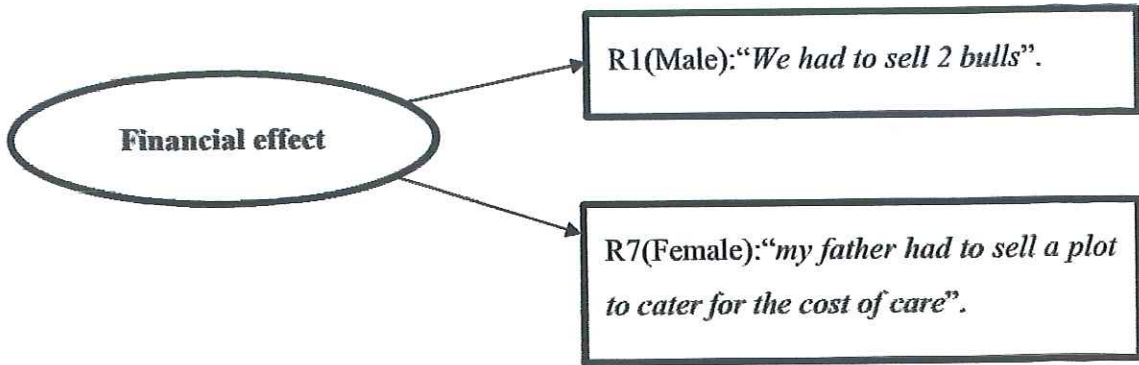 Financial effect
R1(Male):“We had to sell 2 bulls”.
R7(Female):“my father had to sell a plot
to cater for the cost of care”.